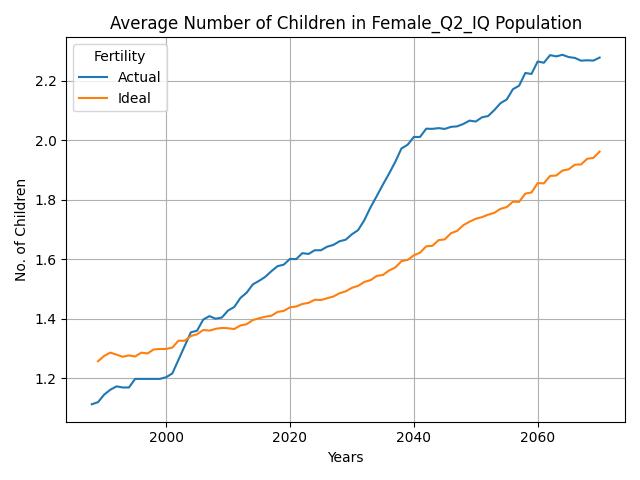 Average Number of Children in Female_Q2_IQ Population
Fertility
Actual
Ideal
No. of Children
2.2
2.0
1.8
1.6
1.4
1.2
2000
2020
2040
2060
Years